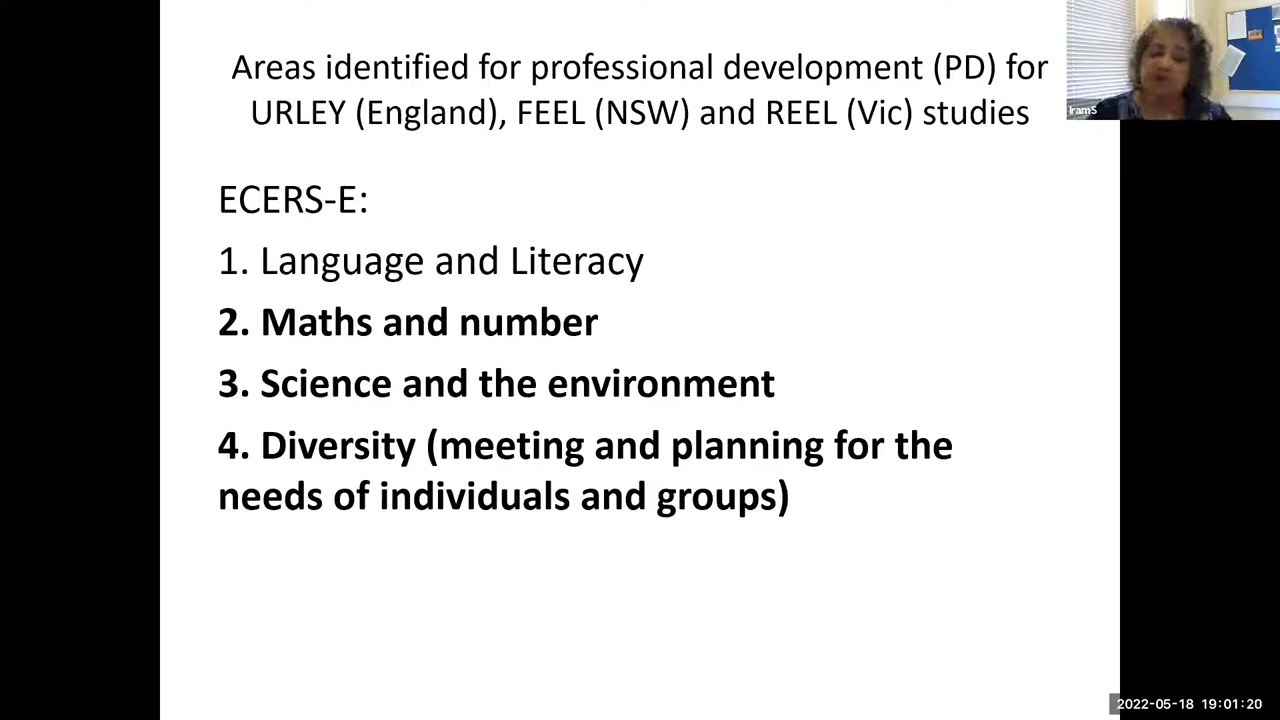 Areas identified for professional development (PD) for
URLEY (England), FEEL (NSW) and REEL (Vic) studies
IramS
ECERS-E:
1. Language and Literacy
2. Maths and number
3. Science and the environment
4. Diversity (meeting and planning for the
needs of individuals and groups)
2022-05-18 19:01:20